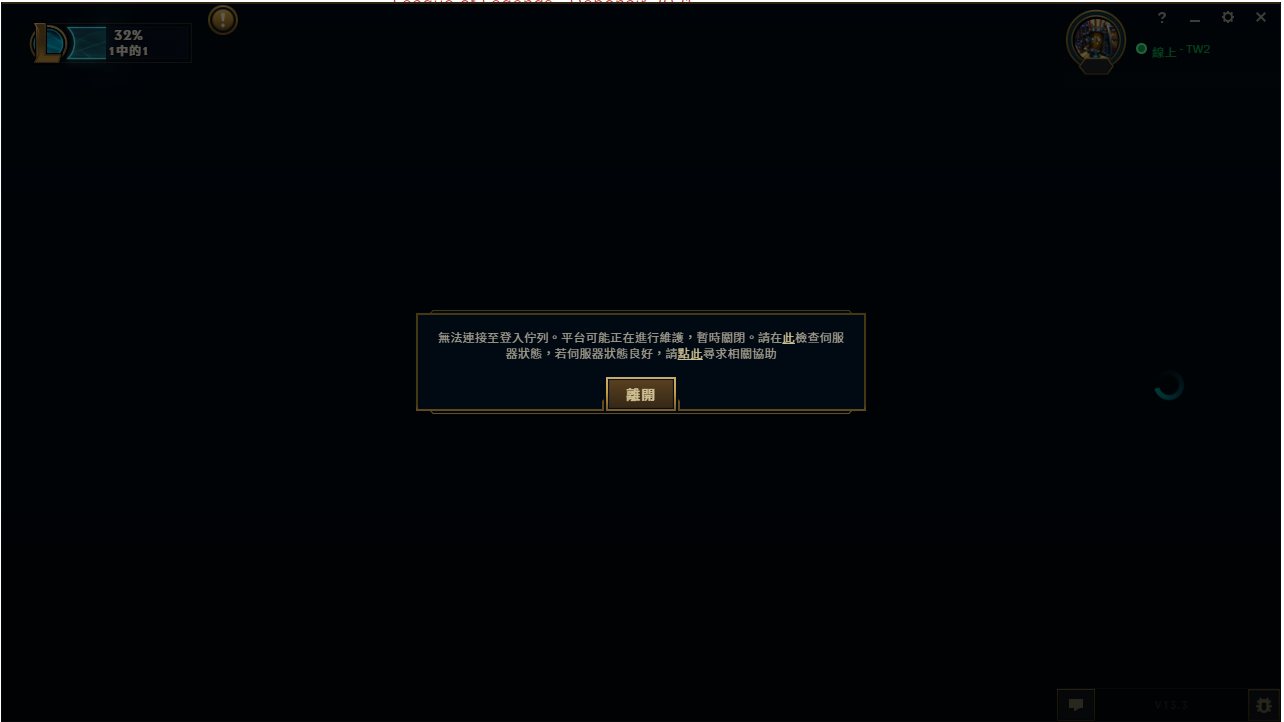 32%
1中的1
?
線上 - TW2
無法連接至登入佇列。平台可能正在進行維護，暫時關閉。請在此檢查伺服
器狀態，若伺服器狀態良好，請點此尋求相關協助
離開